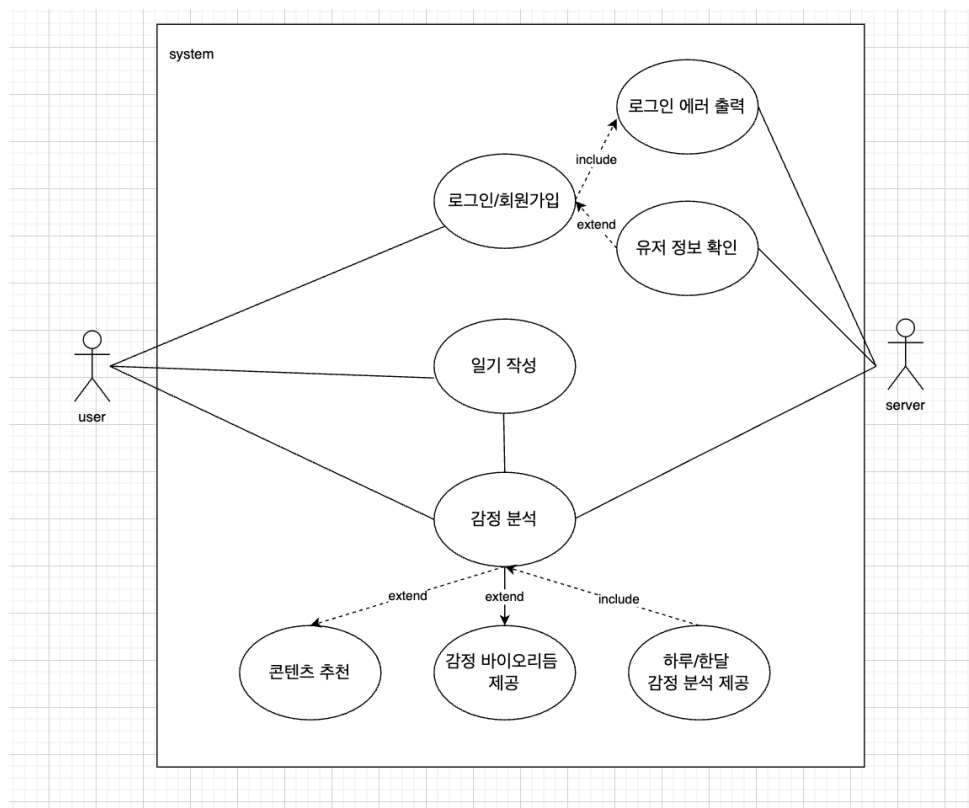 system
로그인 에러 출력
include
로그인/회원가입
extend
유저 정보 확인
일기 작성
user
server
감정 분석
extend
extend
include
콘텐츠 추천
감정 바이오리듬
제공
하루/한달
감정 분석 제공